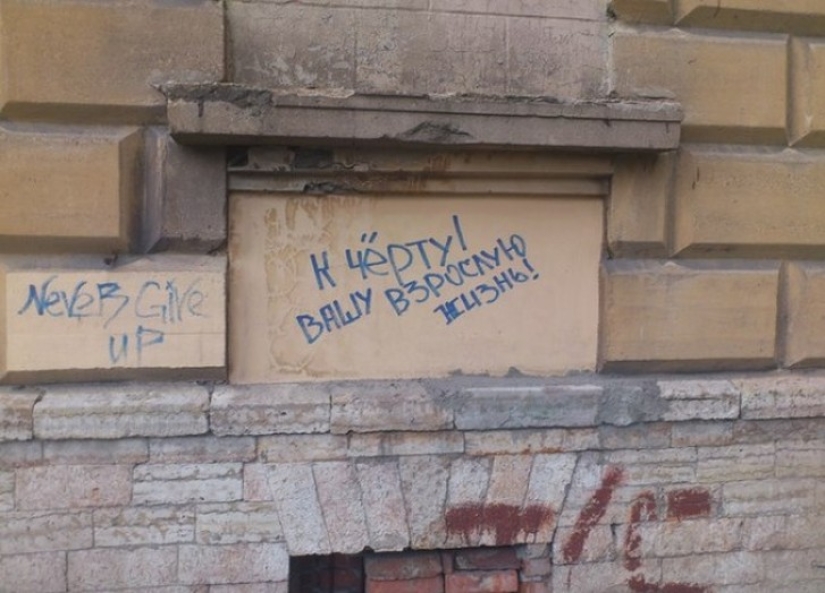 Never Give
up
к чёрту!
вашу взрослую
жизнь!